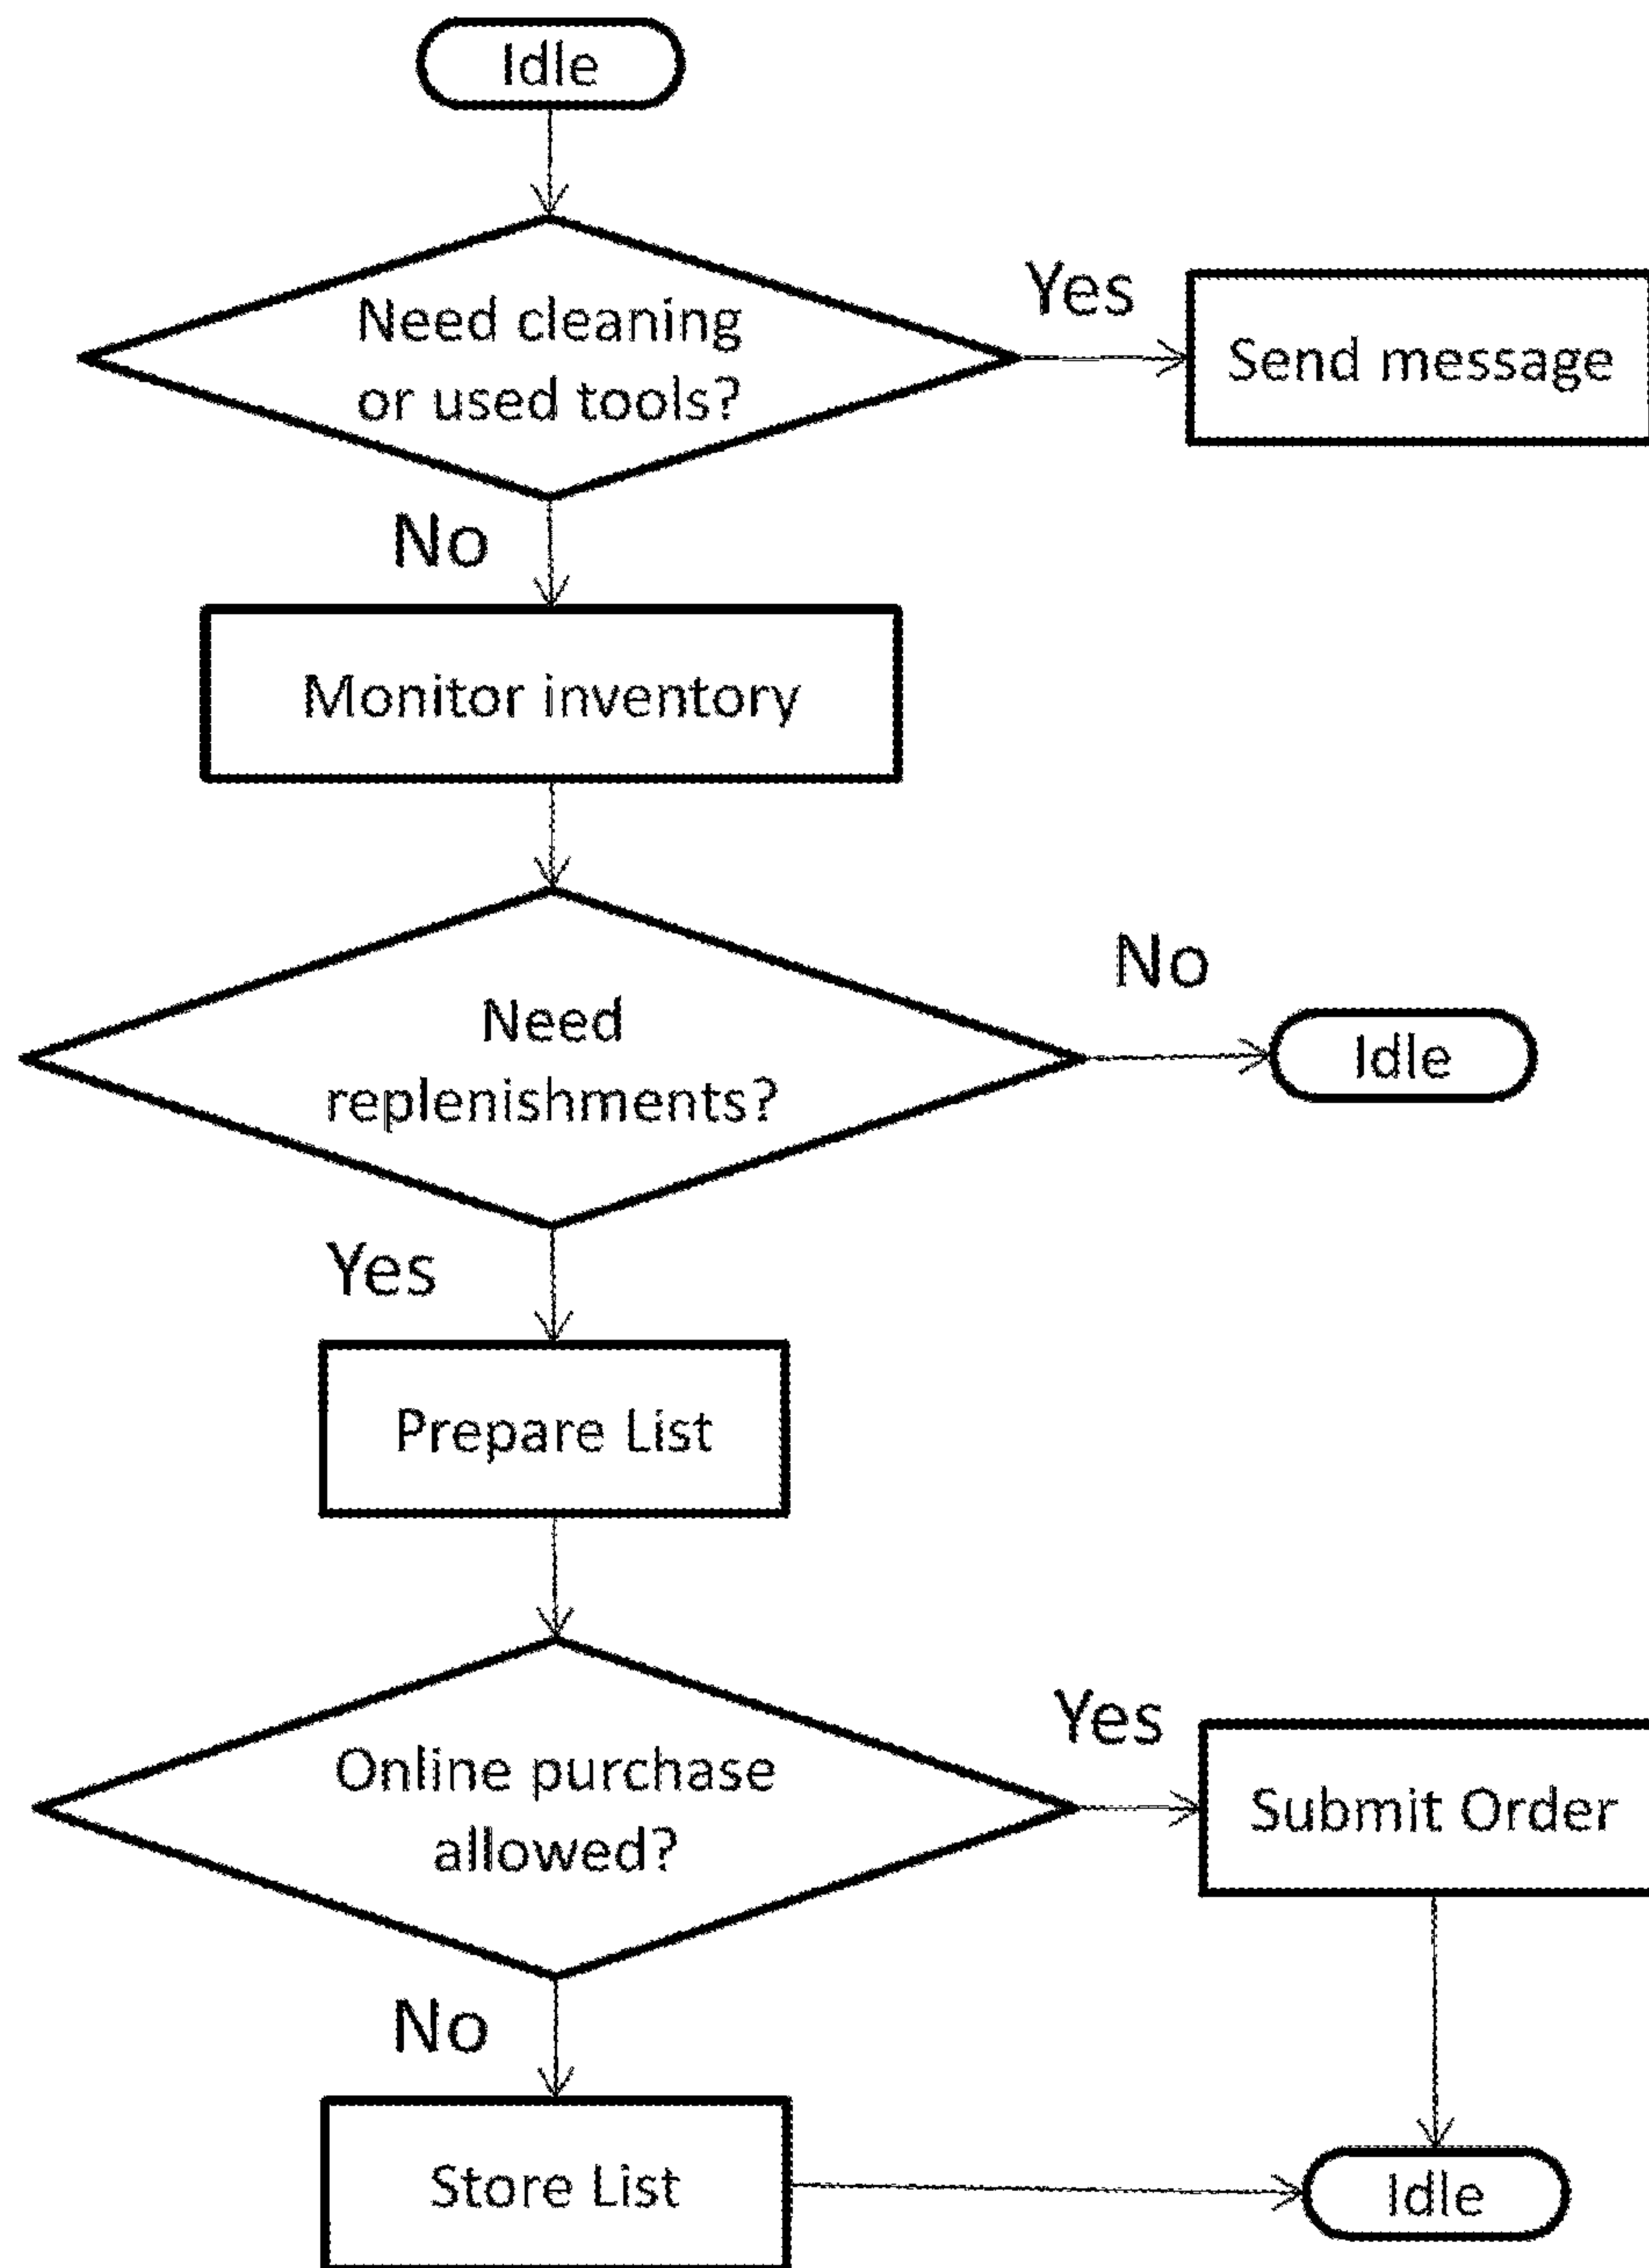 Idle
Need cleaning
or used tools?
Yes
Send message
No
Monitor inventory
Need
replenishments?
No
Idle
Yes
Prepare List
Online purchase
allowed?
Yes
Submit Order
No
Store List
Idle